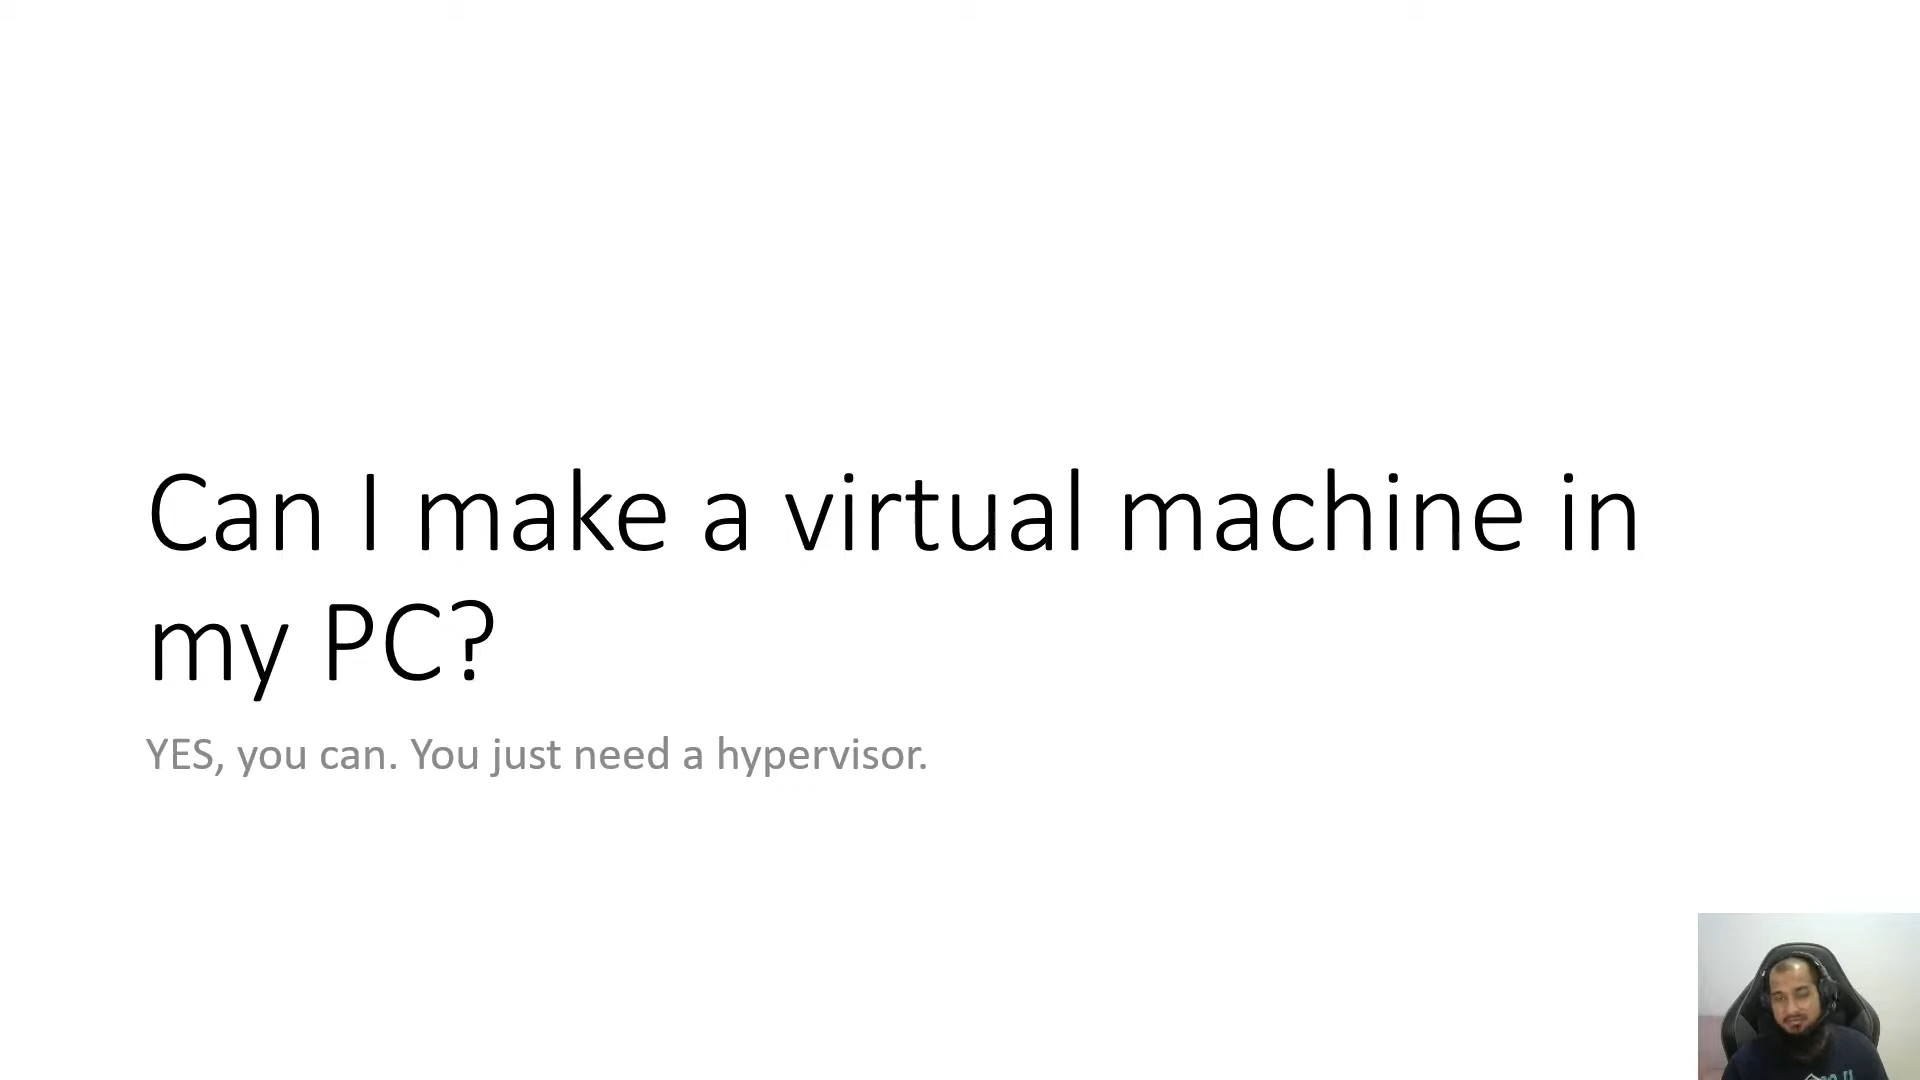 Can I make a virtual machine in
my PC?
YES, you can. You just need a hypervisor.